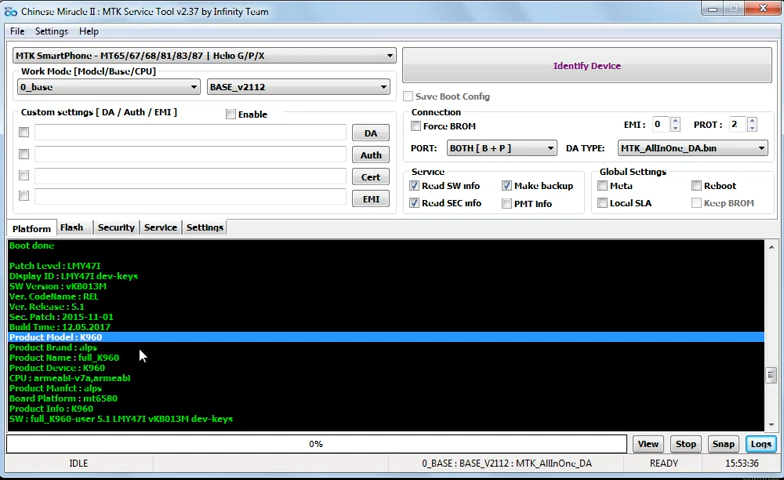 Chinese Miracle II : MTK Service Tool v2.37 by Infinity Team
File Settings Help
MTK SmartPhone - MT65/67/68/81/83/87 | Helio G/P/X
Identify Device
Work Mode [Model/Base/CPU]
0_base BASE_v2112
Save Boot Config
Custom settings [ DA / Auth / EMI ] Enable
Connection
Force BROM EMI : 0 PROT : 2
DA
PORT: BOTH [ B + P ] DA TYPE: MTK_AllInOne_DA.bin
Auth
Service Global Settings
Cert
Read SW info Make backup Meta Reboot
EMI
Read SEC info PMT Info Local SLA Keep BROM
Platform Flash Security Service Settings
Boot done
Patch Level : LMY47I
Display ID : LMY47I dev-keys
SW Version : vKB013M
Ver. CodeName : REL
Ver. Release : 5.1
Sec. Patch : 2015-11-01
Build Time : 12.05.2017
Product Model : K960
Product Brand : alps
Product Name : full_K960
Product Device : K960
CPU : armeabi-v7a,armeabi
Product Manfct : alps
Board Platform : mt6580
Product Info : K960
SW : full_K960-user 5.1 LMY47I vKB013M dev-keys
0% View Stop Snap Logs
IDLE 0_BASE : BASE_V2112 : MTK_AllInOne_DA READY 15:53:36